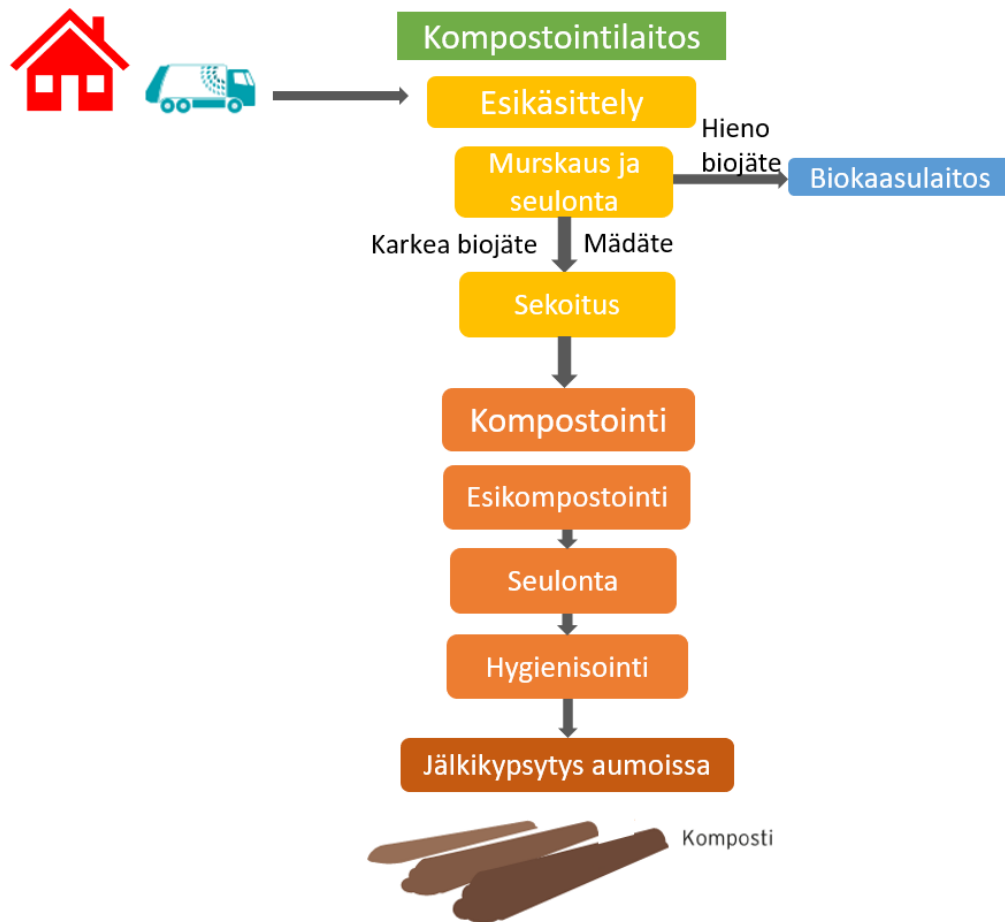 Kompostointilaitos
Esikäsittely
Hieno
biojäte
Murskaus ja
seulonta
Biokaasulaitos
Karkea biojäte
Mädäte
Sekoitus
Kompostointi
Esikompostointi
Seulonta
Hygienisointi
Jälkikypsytys aumoissa
Komposti